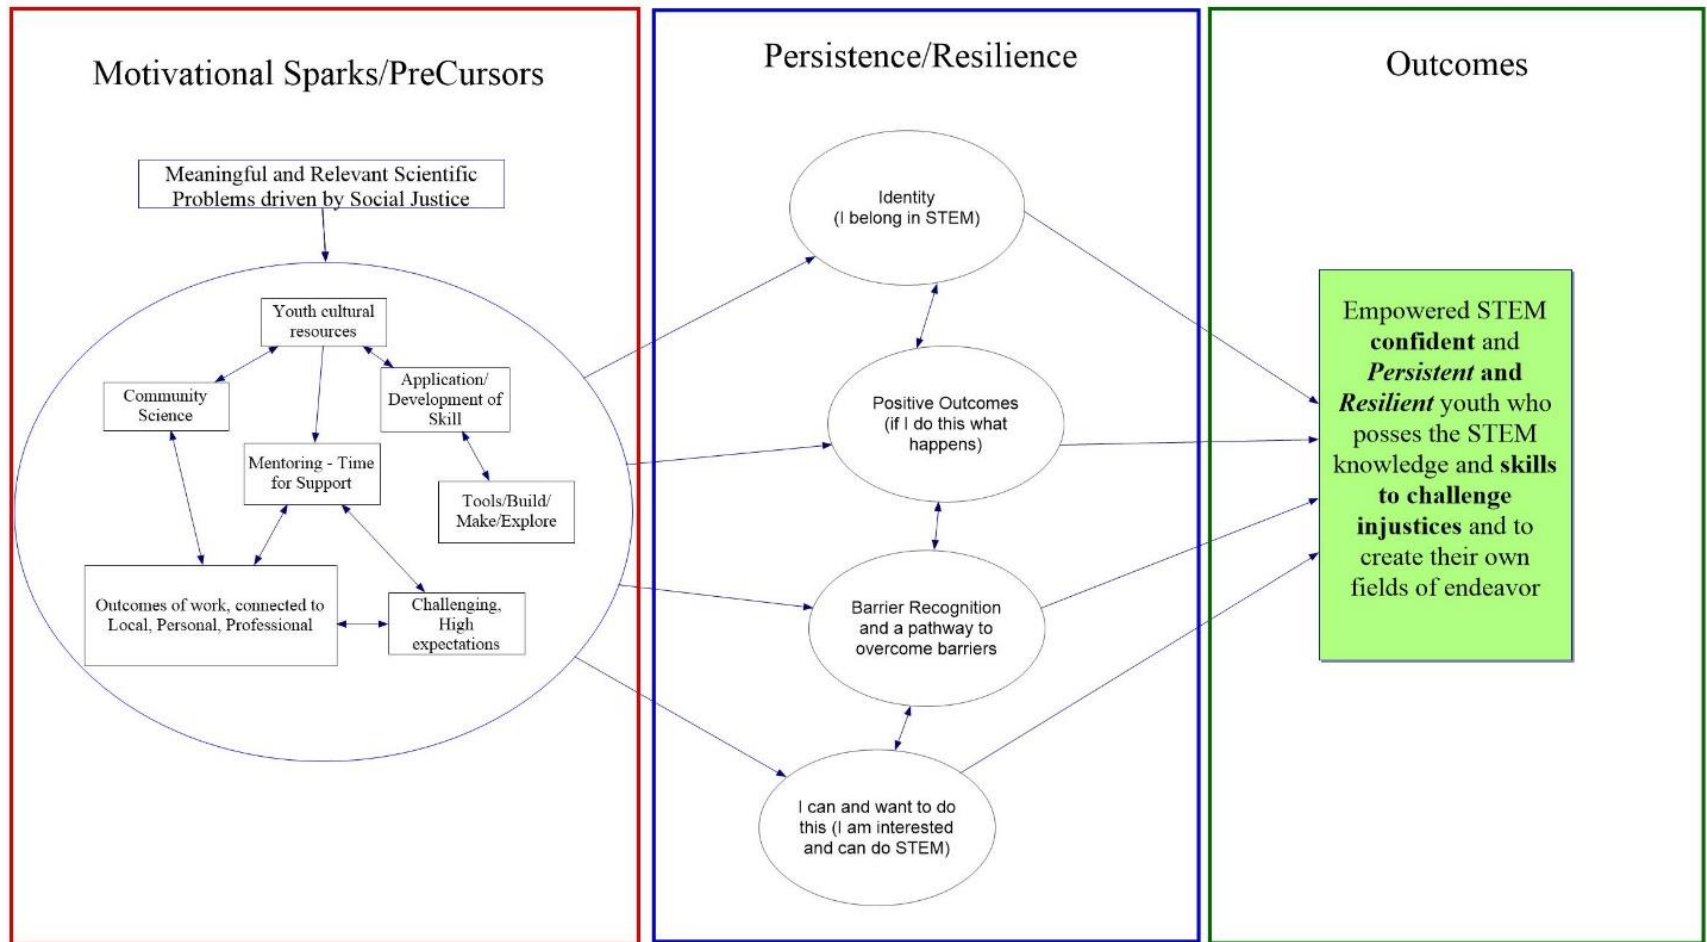 Motivational Sparks/PreCursors
Meaningful and Relevant Scientific
Problems driven by Social Justice
Youth cultural
resources
Community
Science
Application/
Development of
Skill
Mentoring - Time
for Support
Tools/Build/
Make/Explore
Outcomes of work, connected to
Local, Personal, Professional
Challenging,
High
expectations
Persistence/Resilience
Identity
(I belong in STEM)
Positive Outcomes
(if I do this what
happens)
Barrier Recognition
and a pathway to
overcome barriers
I can and want to do
this (I am interested
and can do STEM)
Outcomes
Empowered STEM
confident and
Persistent and
Resilient youth who
posses the STEM
knowledge and skills
to challenge
injustices and to
create their own
fields of endeavor